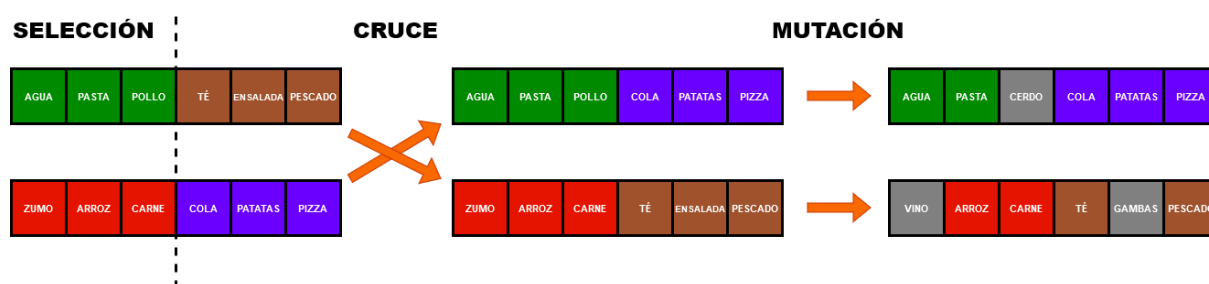 SELECCIÓN CRUCE MUTACIÓN
AGUA PASTA POLLO TÉ ENSALADA PESCADO AGUA PASTA POLLO COLA PATATAS PIZZA AGUA PASTA CERDO COLA PATATAS PIZZA
ZUMO ARROZ CARNE COLA PATATAS PIZZA ZUMO ARROZ CARNE TÉ ENSALADA PESCADO VINO ARROZ CARNE TÉ GAMBAS PESCADO